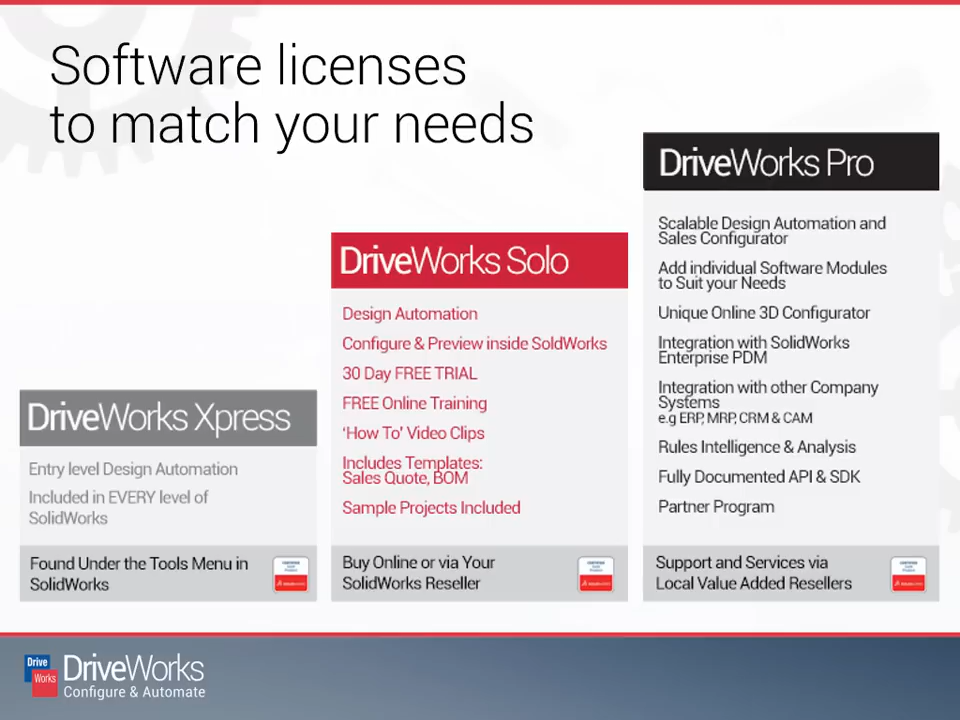 Software licenses
to match your needs
DriveWorks Xpress
Entry level Design Automation
Included in EVERY level of
SolidWorks
Found Under the Tools Menu in
SolidWorks
DriveWorks Solo
Design Automation
Configure & Preview inside SoldWorks
30 Day FREE TRIAL
FREE Online Training
‘How To’ Video Clips
Includes Templates:
Sales Quote, BOM
Sample Projects Included
Buy Online or via Your
SolidWorks Reseller
DriveWorks Pro
Scalable Design Automation and
Sales Configurator
Add individual Software Modules
to Suit your Needs
Unique Online 3D Configurator
Integration with SolidWorks
Enterprise PDM
Integration with other Company
Systems
e.g ERP, MRP, CRM & CAM
Rules Intelligence & Analysis
Fully Documented API & SDK
Partner Program
Support and Services via
Local Value Added Resellers
Drive
Works
DriveWorks
Configure & Automate